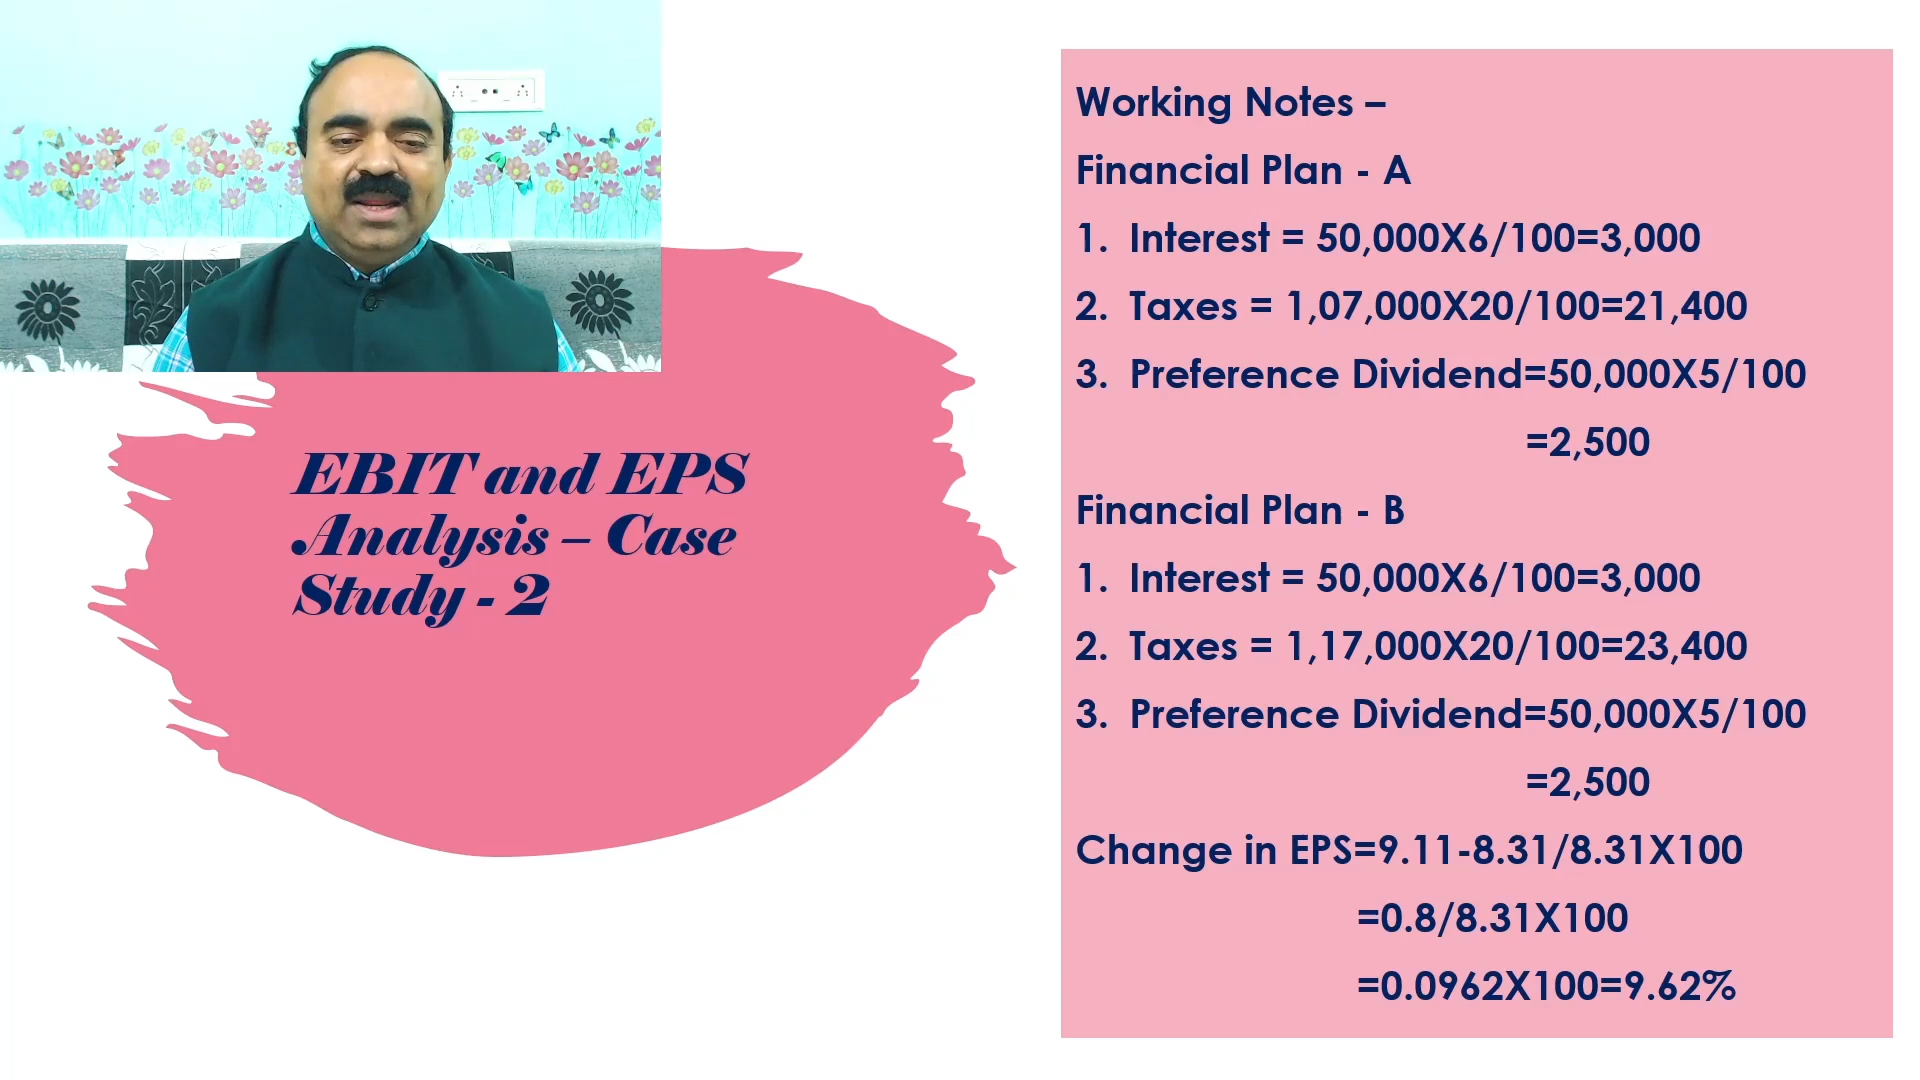 EBIT and EPS
Analysis – Case
Study - 2
Working Notes –
Financial Plan - A
1. Interest = 50,000X6/100=3,000
2. Taxes = 1,07,000X20/100=21,400
3. Preference Dividend=50,000X5/100
=2,500
Financial Plan - B
1. Interest = 50,000X6/100=3,000
2. Taxes = 1,17,000X20/100=23,400
3. Preference Dividend=50,000X5/100
=2,500
Change in EPS=9.11-8.31/8.31X100
=0.8/8.31X100
=0.0962X100=9.62%